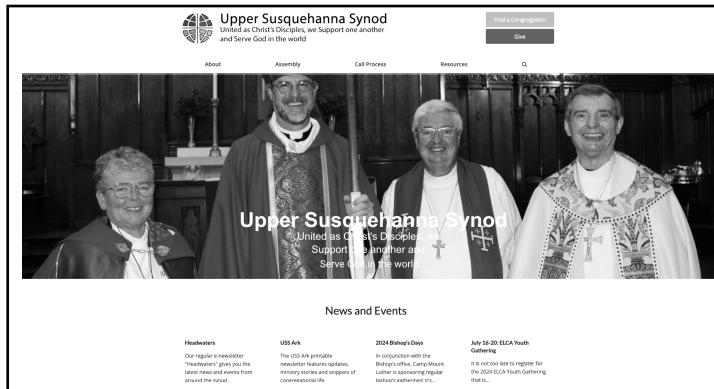 Upper Susquehanna Synod
United as Christ's Disciples, we Support one another
and Serve God in the world
Find a Congregation
Give
About
Assembly
Call Process
Resources
Upper Susquehanna Synod
United as Christ's Disciples, we
Support one another and
Serve God in the world
News and Events
Headwaters
Our regular e-newsletter
"Headwaters" gives you the
latest news and events from
around the synod.
USS Ark
The USS Ark printable
newsletter features updates,
ministry stories and snippets of
congregational life.
2024 Bishop's Days
In conjunction with the
Bishop's office, Camp Mount
Luther is sponsoring regular
bishop's gatherings! It's...
July 16-20: ELCA Youth
Gathering
It is not too late to register for
the 2024 ELCA Youth Gathering
that is...